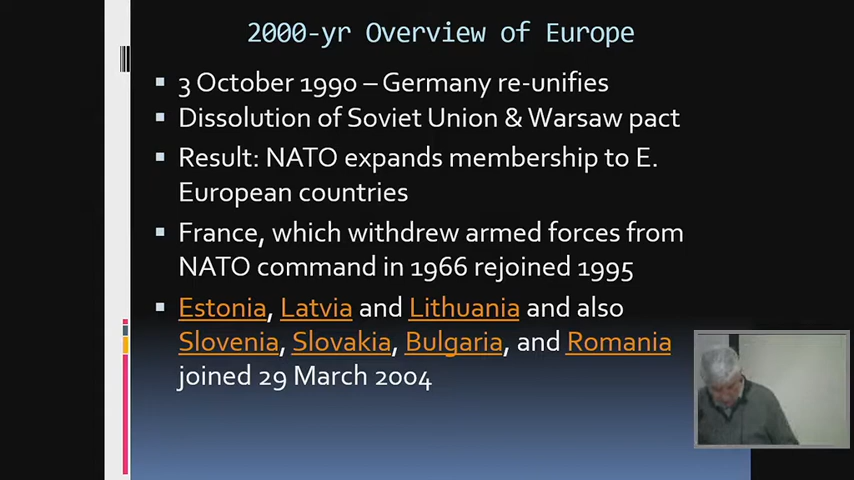 2000-yr Overview of Europe
3 October 1990 – Germany re-unifies
Dissolution of Soviet Union & Warsaw pact
Result: NATO expands membership to E.
European countries
France, which withdrew armed forces from
NATO command in 1966 rejoined 1995
Estonia, Latvia and Lithuania and also
Slovenia, Slovakia, Bulgaria, and Romania
joined 29 March 2004